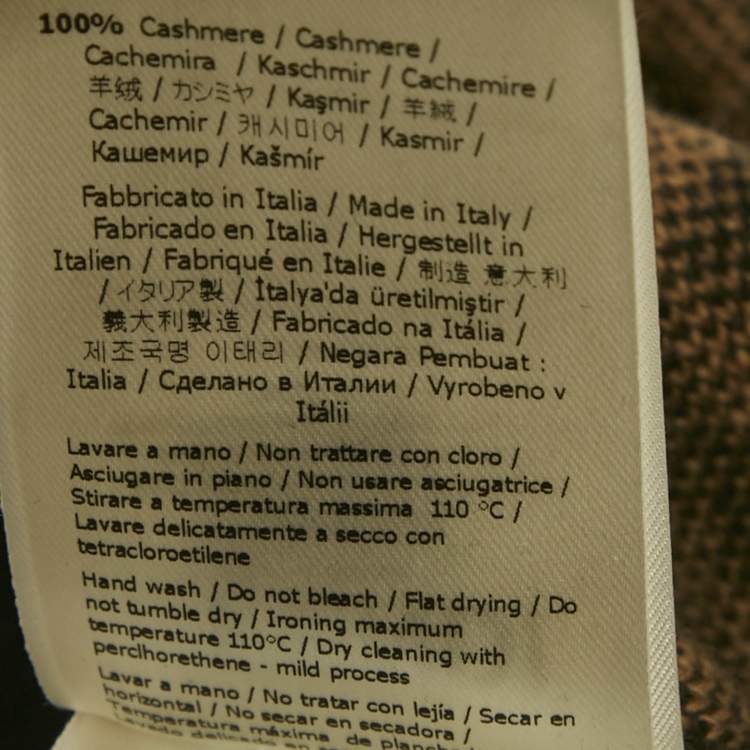 100% Cashmere / Cashmere /
Cachemira / Kaschmir / Cachemire /
羊绒 / カシミヤ / Kaşmir / 羊絨 /
Cachemir / 캐시미어 / Kasmir /
Кашемир / Kašmír
Fabbricato in Italia / Made in Italy /
Fabricado en Italia / Hergestellt in
Italien / Fabriqué en Italie / 制造 意大利
/ イタリア製 / İtalya'da üretilmiştir /
義大利製造 / Fabricado na Itália /
제조국명 이태리 / Negara Pembuat :
Italia / Сделано в Италии / Vyrobeno v
Itálii
Lavare a mano / Non trattare con cloro /
Asciugare in piano / Non usare asciugatrice /
Stirare a temperatura massima 110 °C /
Lavare delicatamente a secco con
tetracloroetilene
Hand wash / Do not bleach / Flat drying / Do
not tumble dry / Ironing maximum
temperature 110°C / Dry cleaning with
perclhorethene - mild process
Lavar a mano / No tratar con lejía / Secar en
horizontal / No secar en secadora /
Temperatura máxima de